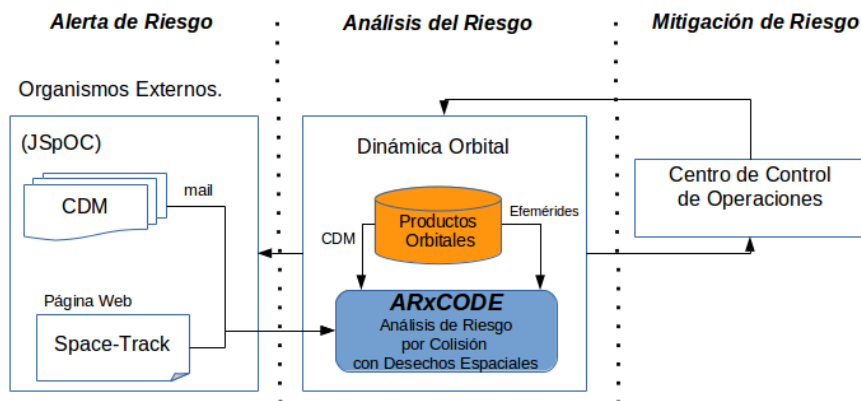 Alerta de Riesgo
Análisis del Riesgo
Mitigación de Riesgo
Organismos Externos.
(JSpOC)
CDM
mail
Página Web
Space-Track
Dinámica Orbital
Productos
Orbitales
CDM
Efemérides
ARxCODE
Análisis de Riesgo
por Colisión
con Desechos Espaciales
Centro de Control
de Operaciones